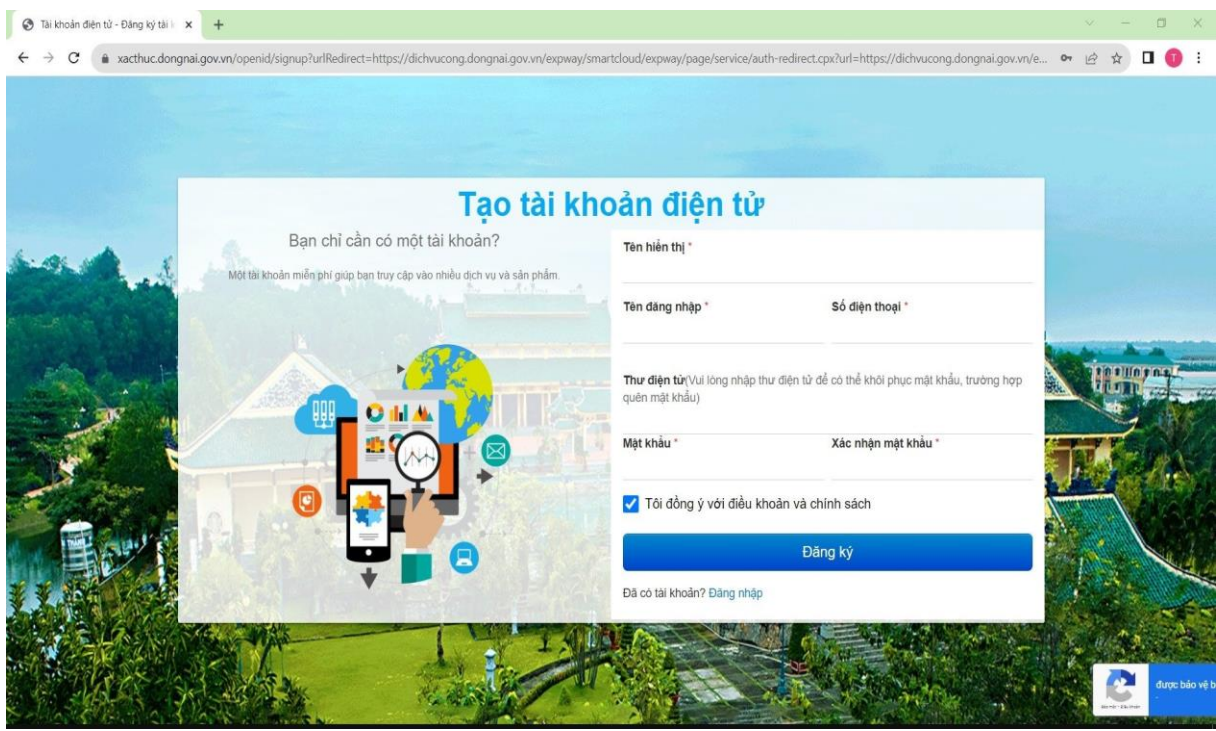 Tài khoản điện tử - Đăng ký tài k
xacthuc.dongnai.gov.vn/openid/signup?urlRedirect=https://dichvucong.dongnai.gov.vn/expway/smartcloud/expway/page/service/auth-redirect.cpx?url=https://dichvucong.dongnai.gov.vn/e...
T
Tạo tài khoản điện tử
Bạn chỉ cần có một tài khoản?
Một tài khoản miễn phí giúp bạn truy cập vào nhiều dịch vụ và sản phẩm.
Tên hiển thị *
Tên đăng nhập * Số điện thoại *
Thư điện tử(Vui lòng nhập thư điện tử để có thể khôi phục mật khẩu, trường hợp
quên mật khẩu)
Mật khẩu * Xác nhận mật khẩu *
Tôi đồng ý với điều khoản và chính sách
Đăng ký
Đã có tài khoản? Đăng nhập
được bảo vệ b